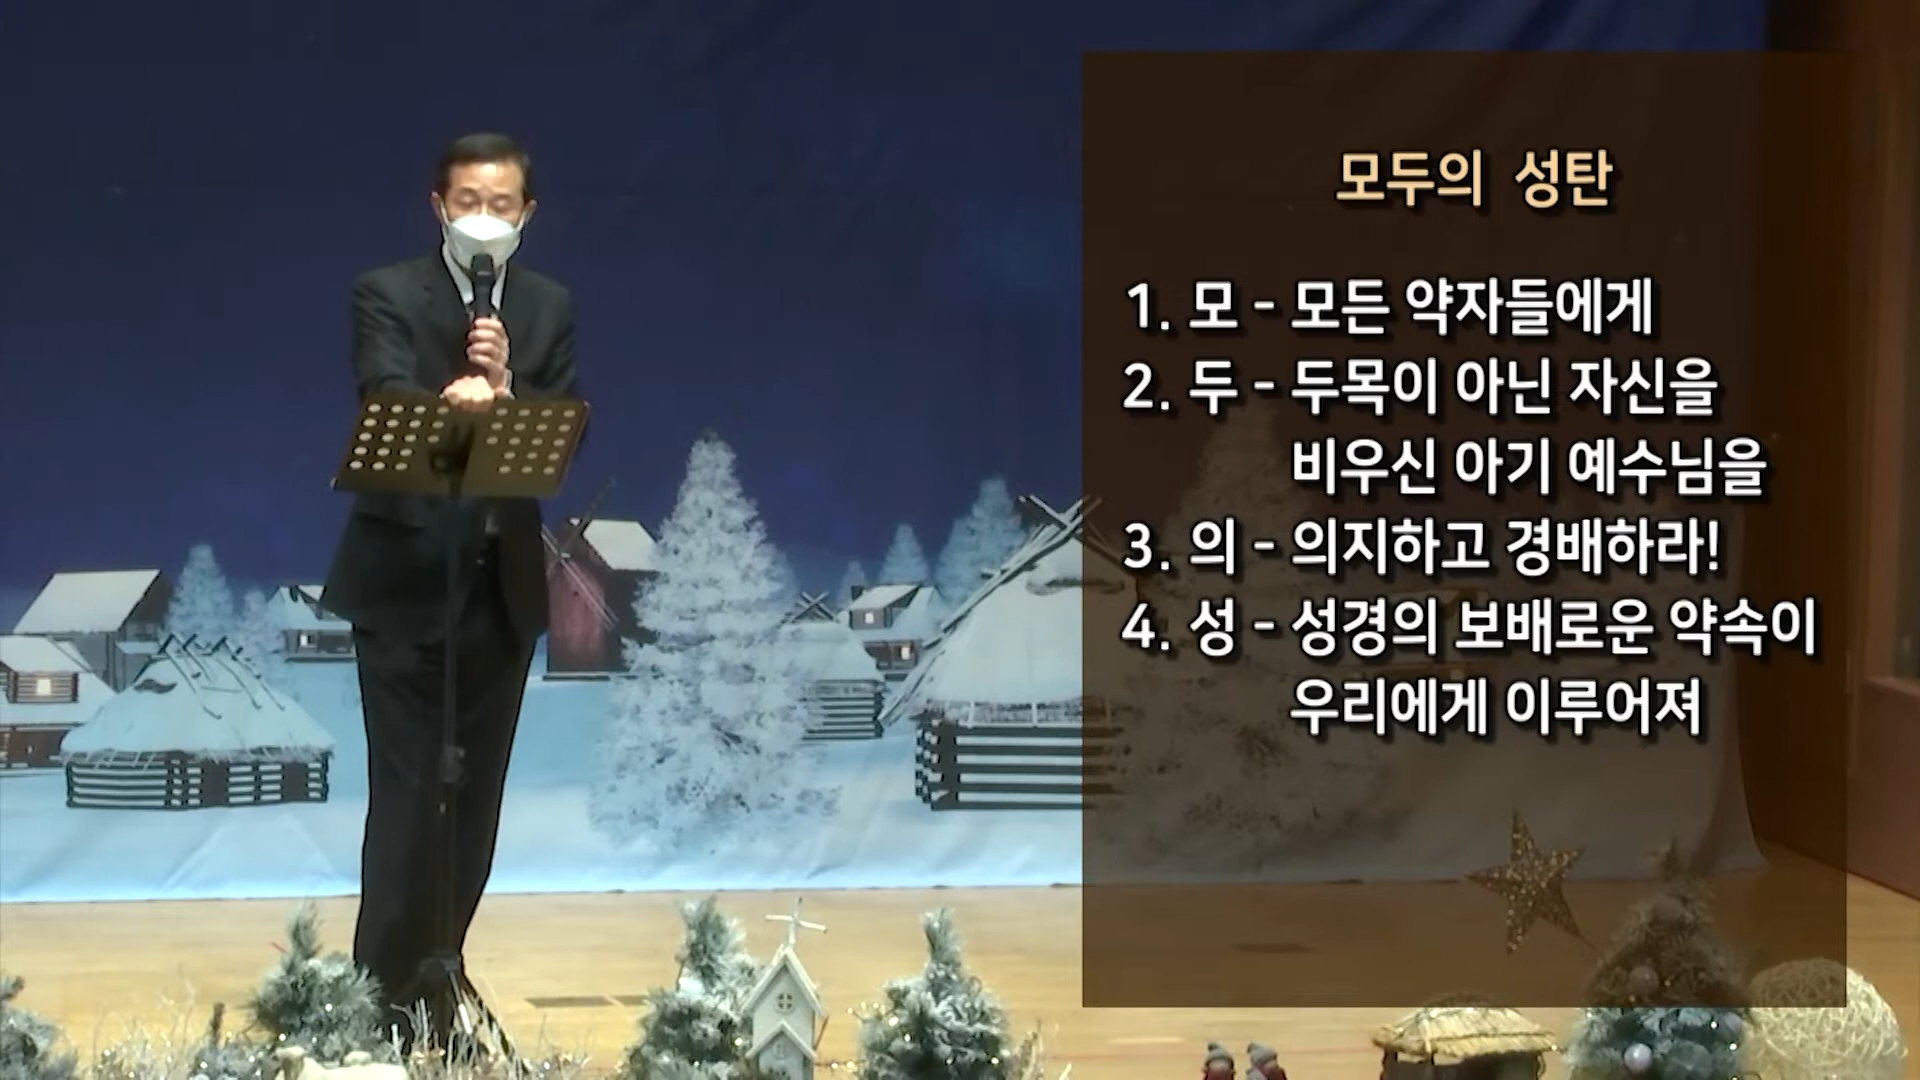 모두의 성탄
1. 모 - 모든 약자들에게
2. 두 - 두목이 아닌 자신을
비우신 아기 예수님을
3. 의 - 의지하고 경배하라!
4. 성 - 성경의 보배로운 약속이
우리에게 이루어져